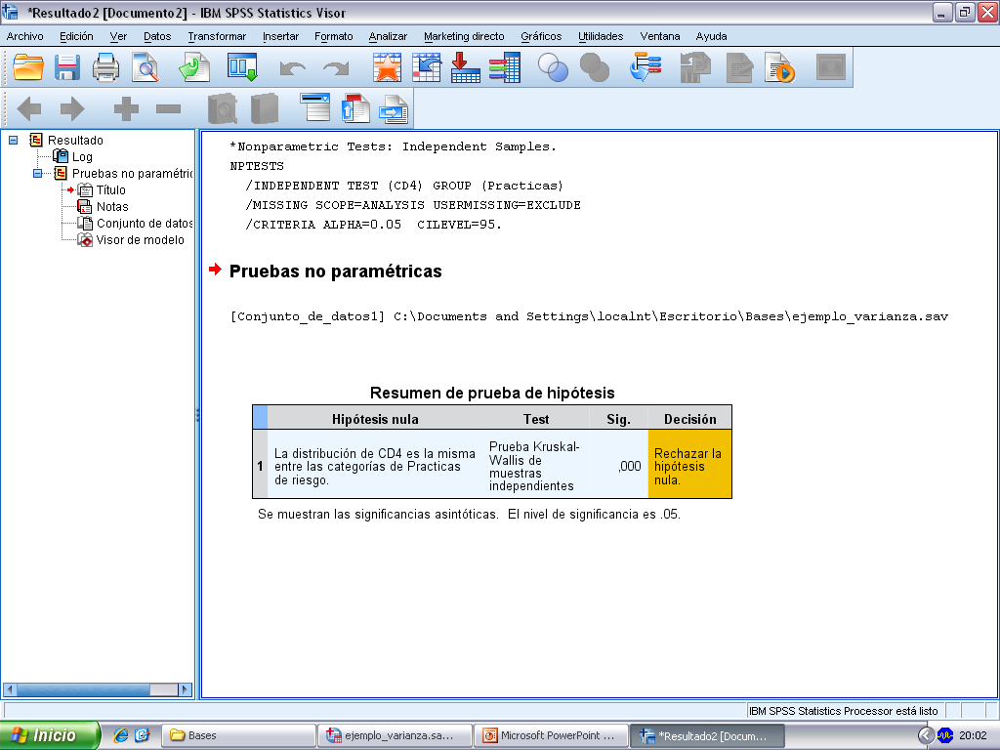 *Resultado2 [Documento2] - IBM SPSS Statistics Visor
Archivo Edición Ver Datos Transformar Insertar Formato Analizar Marketing directo Gráficos Utilidades Ventana Ayuda
Resultado
Log
Pruebas no paramétric
Título
Notas
Conjunto de datos
Visor de modelo
*Nonparametric Tests: Independent Samples.
NPTESTS
/INDEPENDENT TEST (CD4) GROUP (Practicas)
/MISSING SCOPE=ANALYSIS USERMISSING=EXCLUDE
/CRITERIA ALPHA=0.05 CILEVEL=95.
Pruebas no paramétricas
[Conjunto_de_datos1] C:\Documents and Settings\localnt\Escritorio\Bases\ejemplo_varianza.sav
Resumen de prueba de hipótesis
Hipótesis nula Test Sig. Decisión
1
La distribución de CD4 es la misma
entre las categorías de Practicas
de riesgo.
Prueba Kruskal-
Wallis de
muestras
independientes
,000
Rechazar la
hipótesis
nula.
Se muestran las significancias asintóticas. El nivel de significancia es .05.
IBM SPSS Statistics Processor está listo
Inicio Bases ejemplo_varianza.sa... Microsoft PowerPoint ... *Resultado2 [Docum... 20:02